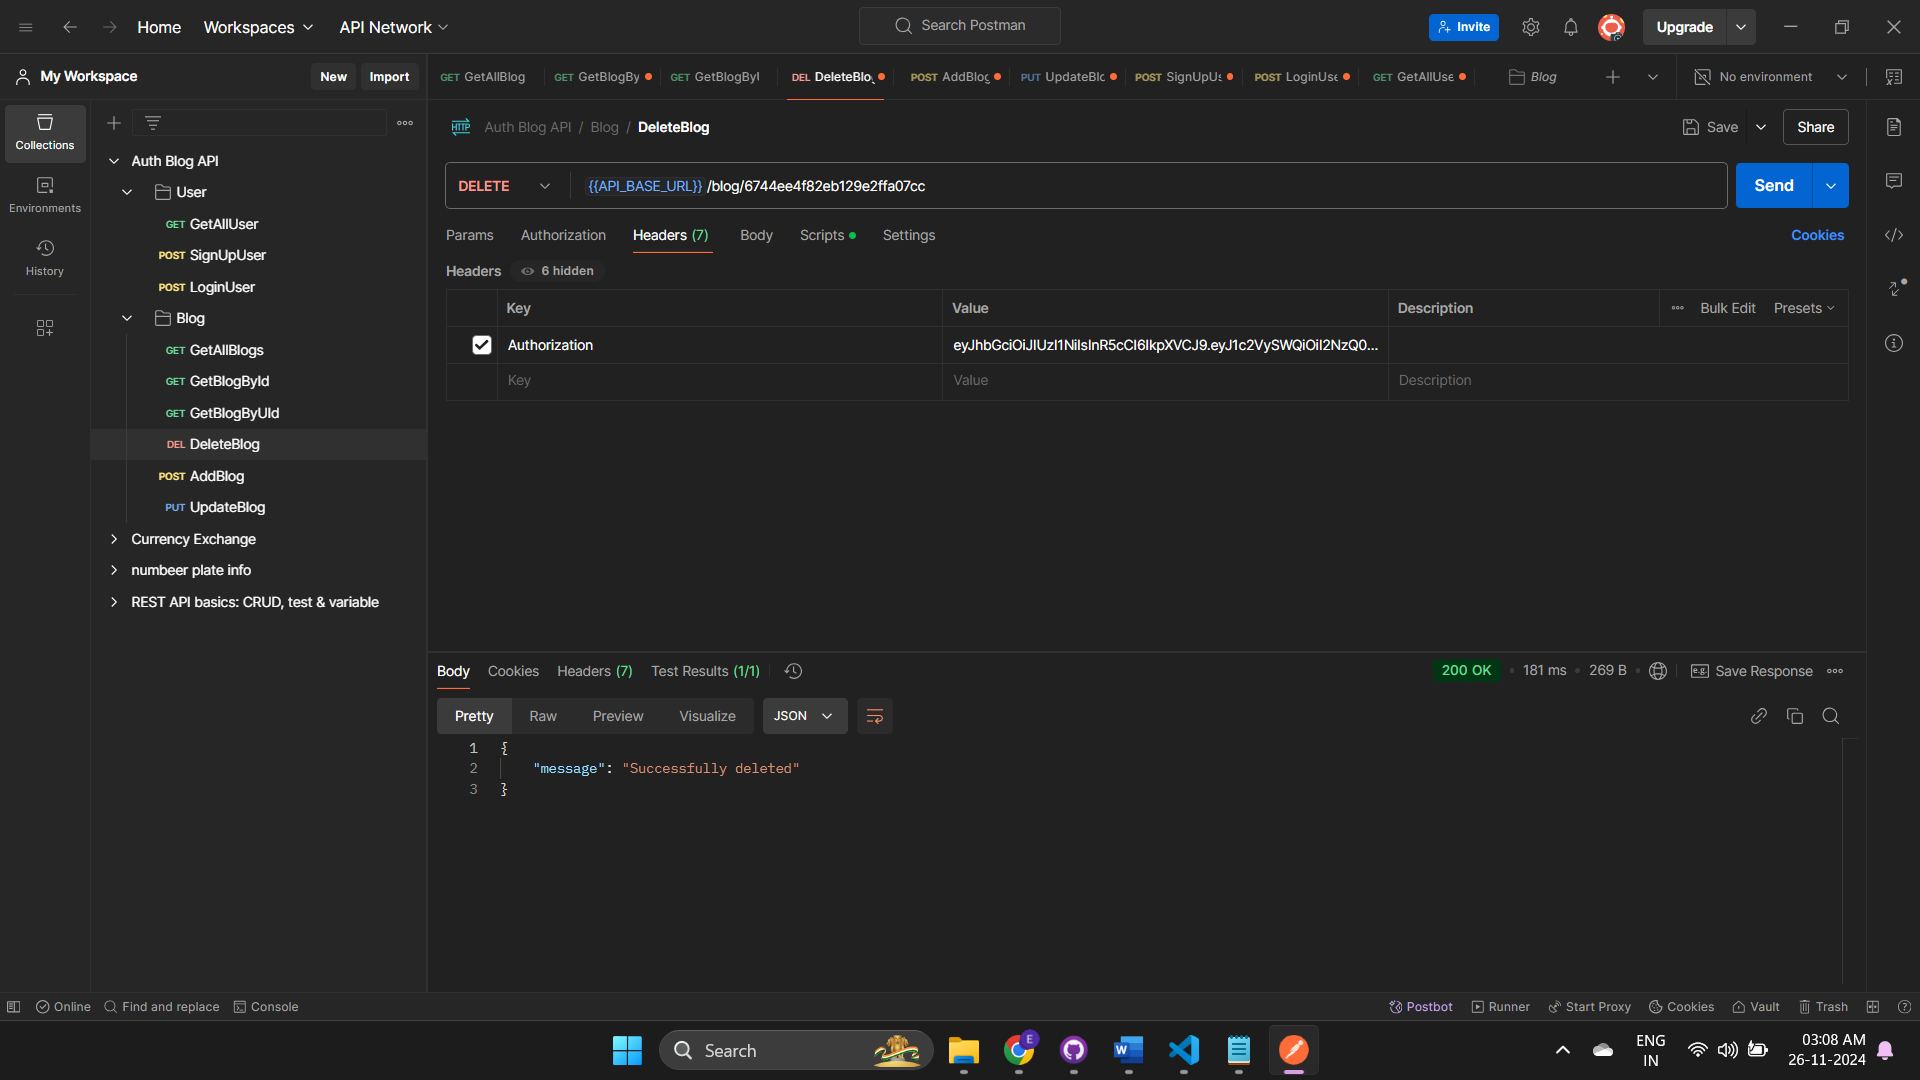 Home
Workspaces
API Network
Search Postman
Invite
Upgrade
My Workspace
New
Import
GET GetAllBlog
GET GetBlogBy
GET GetBlogByU
DEL DeleteBlog
POST AddBlog
PUT UpdateBlo
POST SignUpUs
POST LoginUse
GET GetAllUse
Blog
No environment
Collections
Environments
History
Auth Blog API
User
GET GetAllUser
POST SignUpUser
POST LoginUser
Blog
GET GetAllBlogs
GET GetBlogById
GET GetBlogByUId
DEL DeleteBlog
POST AddBlog
PUT UpdateBlog
Currency Exchange
numbeer plate info
REST API basics: CRUD, test & variable
HTTP
Auth Blog API / Blog / DeleteBlog
Save
Share
DELETE
{{API_BASE_URL}} /blog/6744ee4f82eb129e2ffa07cc
Send
Params
Authorization
Headers (7)
Body
Scripts
Settings
Cookies
Headers
6 hidden
Key
Value
Description
Bulk Edit
Presets
Authorization
eyJhbGciOiJIUzI1NiIsInR5cCI6IkpXVCJ9.eyJ1c2VySWQiOiI2NzQ0...
Key
Value
Description
Body
Cookies
Headers (7)
Test Results (1/1)
200 OK
181 ms
269 B
e.g.
Save Response
Pretty
Raw
Preview
Visualize
JSON
1 {
2 "message": "Successfully deleted"
3 }
Online
Find and replace
Console
Postbot
Runner
Start Proxy
Cookies
Vault
Trash
Search
E
W
ENG
IN
03:08 AM
26-11-2024